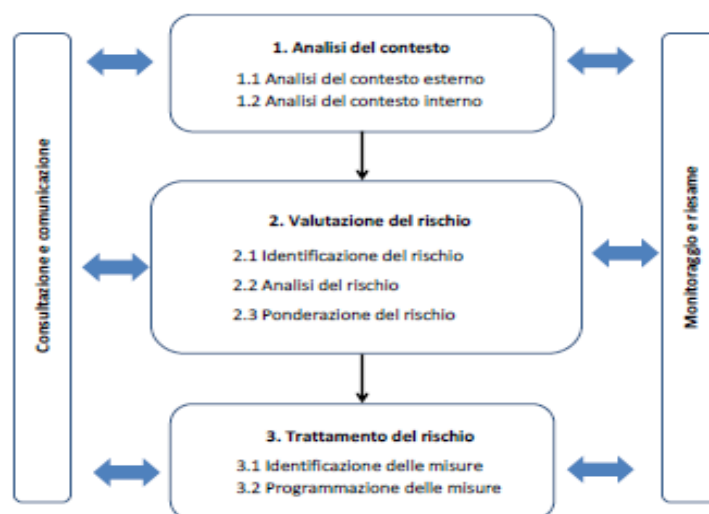 Consultazione e comunicazione
1. Analisi del contesto
1.1 Analisi del contesto esterno
1.2 Analisi del contesto interno
2. Valutazione del rischio
2.1 Identificazione del rischio
2.2 Analisi del rischio
2.3 Ponderazione del rischio
3. Trattamento del rischio
3.1 Identificazione delle misure
3.2 Programmazione delle misure
Monitoraggio e riesame